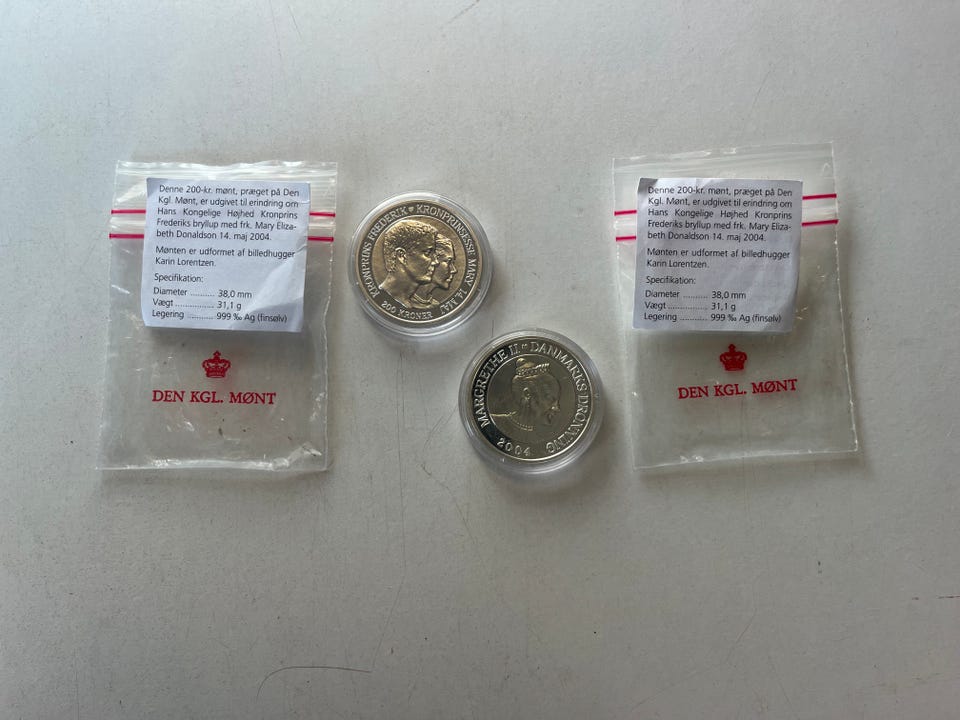 Denne 200-kr. mønt, præget på Den
Kgl. Mønt, er udgivet til erindring om
Hans Kongelige Højhed Kronprins
Frederiks bryllup med frk. Mary Eliza-
beth Donaldson 14. maj 2004.
Mønten er udformet af billedhugger
Karin Lorentzen.
Specifikation:
Diameter ........... 38,0 mm
Vægt ................. 31,1 g
Legering ........... 999 ‰ Ag (finsølv)
DEN KGL. MØNT
KRONPRINS FREDERIK ♥ KRONPRINSESSE MARY 14. MAJ
200 KRONER
MARGRETHE II DANMARKS DRONNING
2004
Denne 200-kr. mønt, præget på Den
Kgl. Mønt, er udgivet til erindring om
Hans Kongelige Højhed Kronprins
Frederiks bryllup med frk. Mary Eliza-
beth Donaldson 14. maj 2004.
Mønten er udformet af billedhugger
Karin Lorentzen.
Specifikation:
Diameter ........... 38,0 mm
Vægt ................. 31,1 g
Legering ........... 999 ‰ Ag (finsølv)
DEN KGL. MØNT